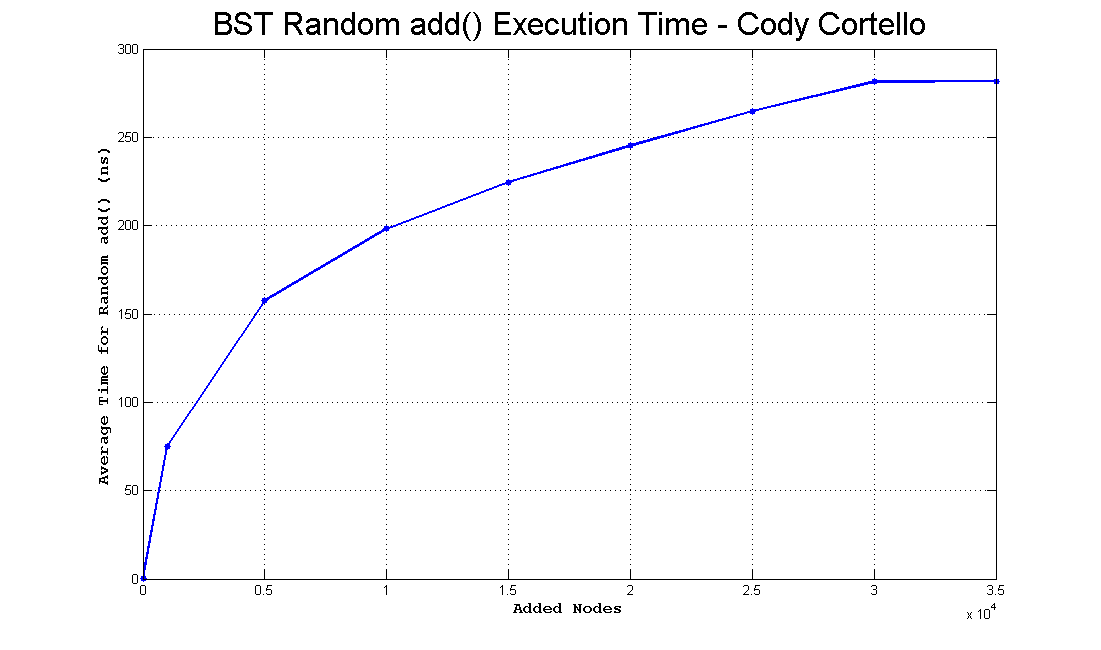 BST Random add() Execution Time - Cody Cortello
Average Time for Random add() (ns)
300
250
200
150
100
50
0
0 0.5 1 1.5 2 2.5 3 3.5
Added Nodes
x 10^4